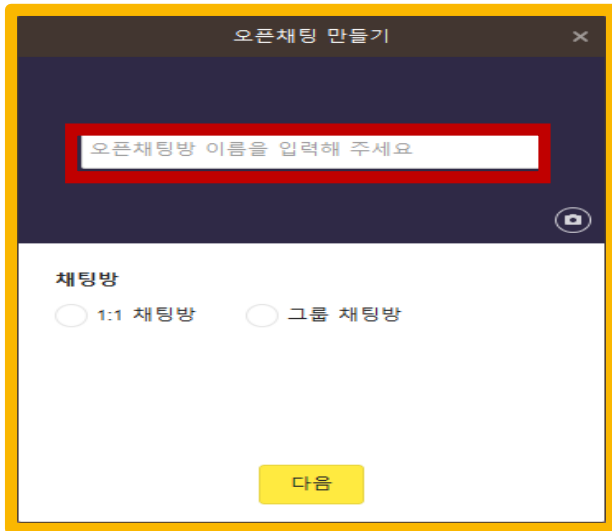 오픈채팅 만들기
오픈채팅방 이름을 입력해 주세요
채팅방
1:1 채팅방 그룹 채팅방
다음